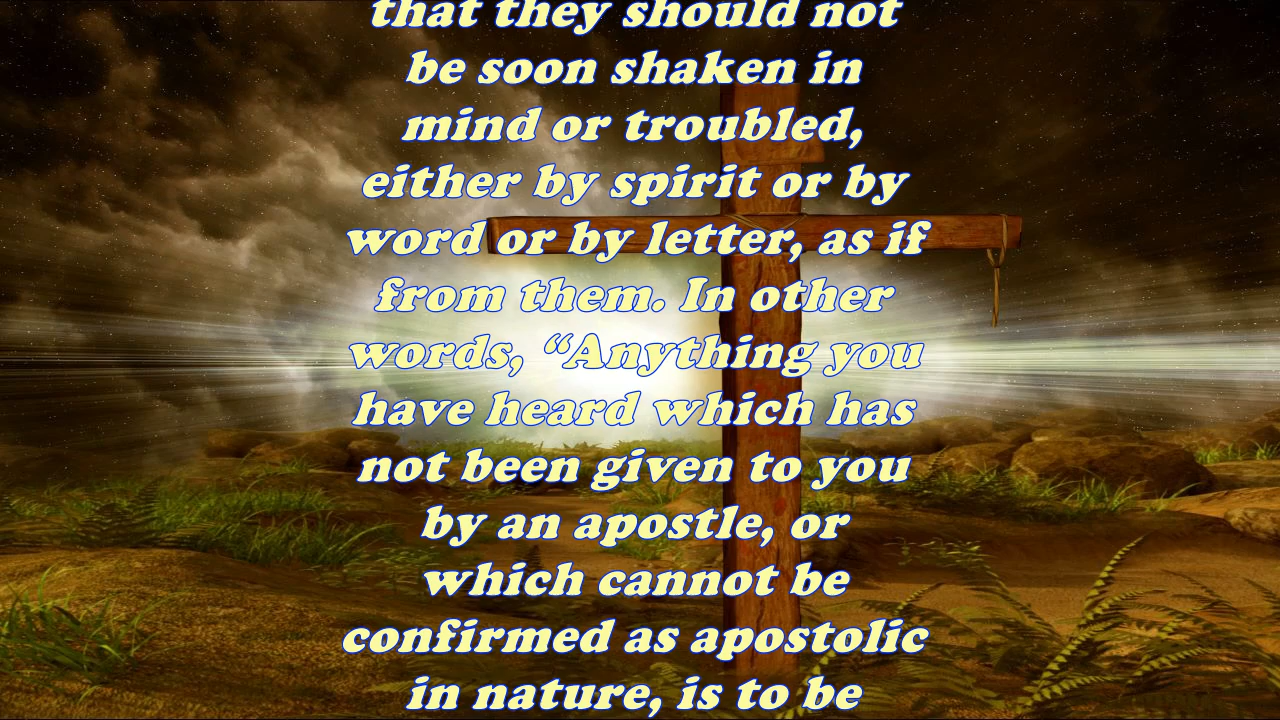 that they should not
be soon shaken in
mind or troubled,
either by spirit or by
word or by letter, as if
from them. In other
words, “Anything you
have heard which has
not been given to you
by an apostle, or
which cannot be
confirmed as apostolic
in nature, is to be